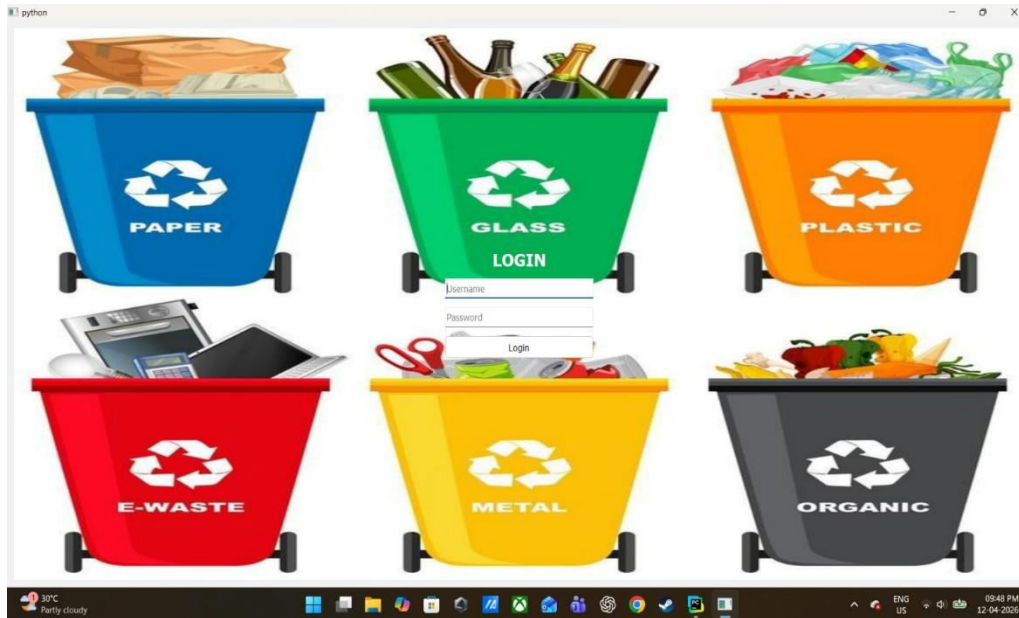 python
PAPER
GLASS
PLASTIC
LOGIN
Username
Password
Login
E-WASTE
METAL
ORGANIC
1
30°C
Partly cloudy
ENG
US
09:48 PM
12-04-2026